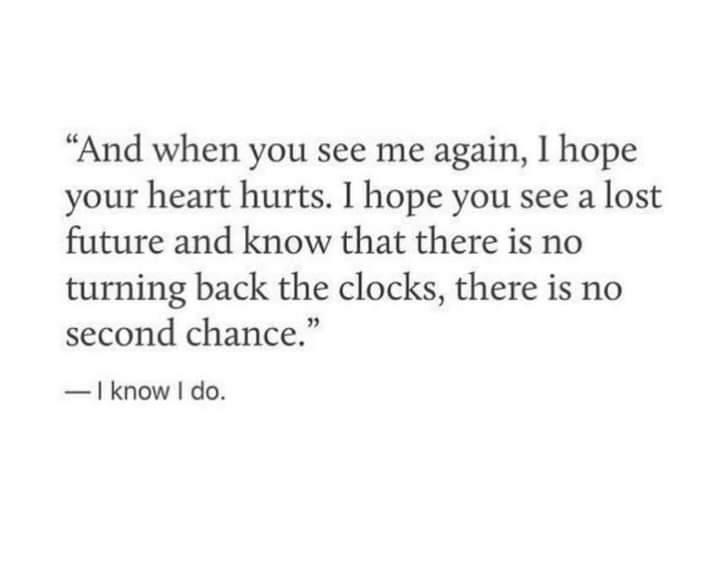 “And when you see me again, I hope
your heart hurts. I hope you see a lost
future and know that there is no
turning back the clocks, there is no
second chance.”
— I know I do.